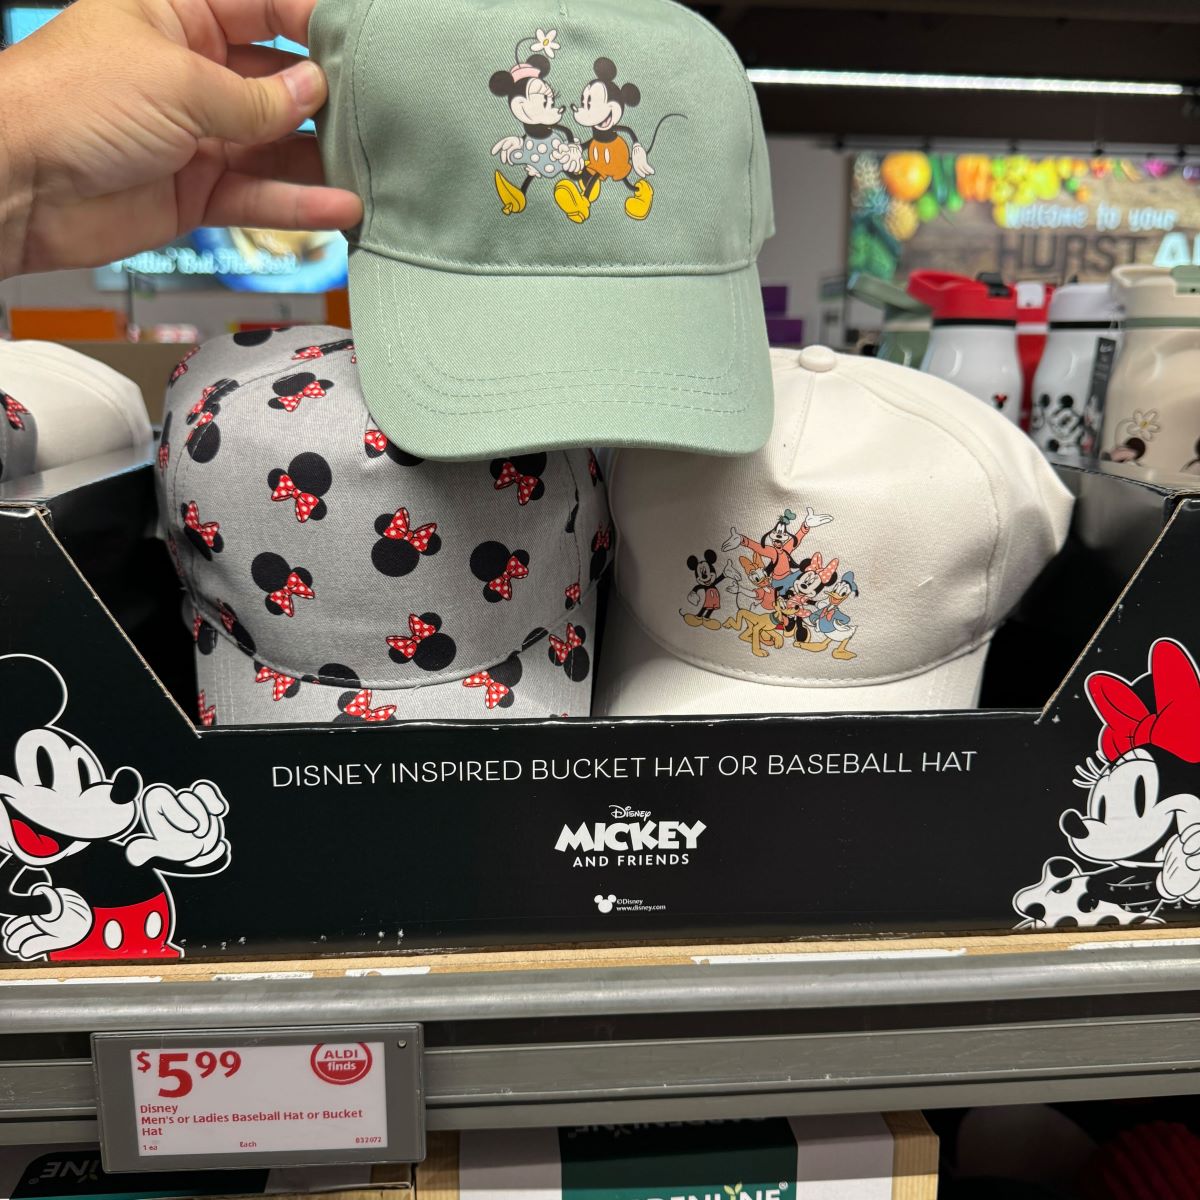 Welcome to your
HURST
DISNEY INSPIRED BUCKET HAT OR BASEBALL HAT
Disney
MICKEY
AND FRIENDS
©Disney
www.disney.com
$5.99
ALDI
finds
Disney
Men's or Ladies Baseball Hat or Bucket
Hat
1 ea Each 832072